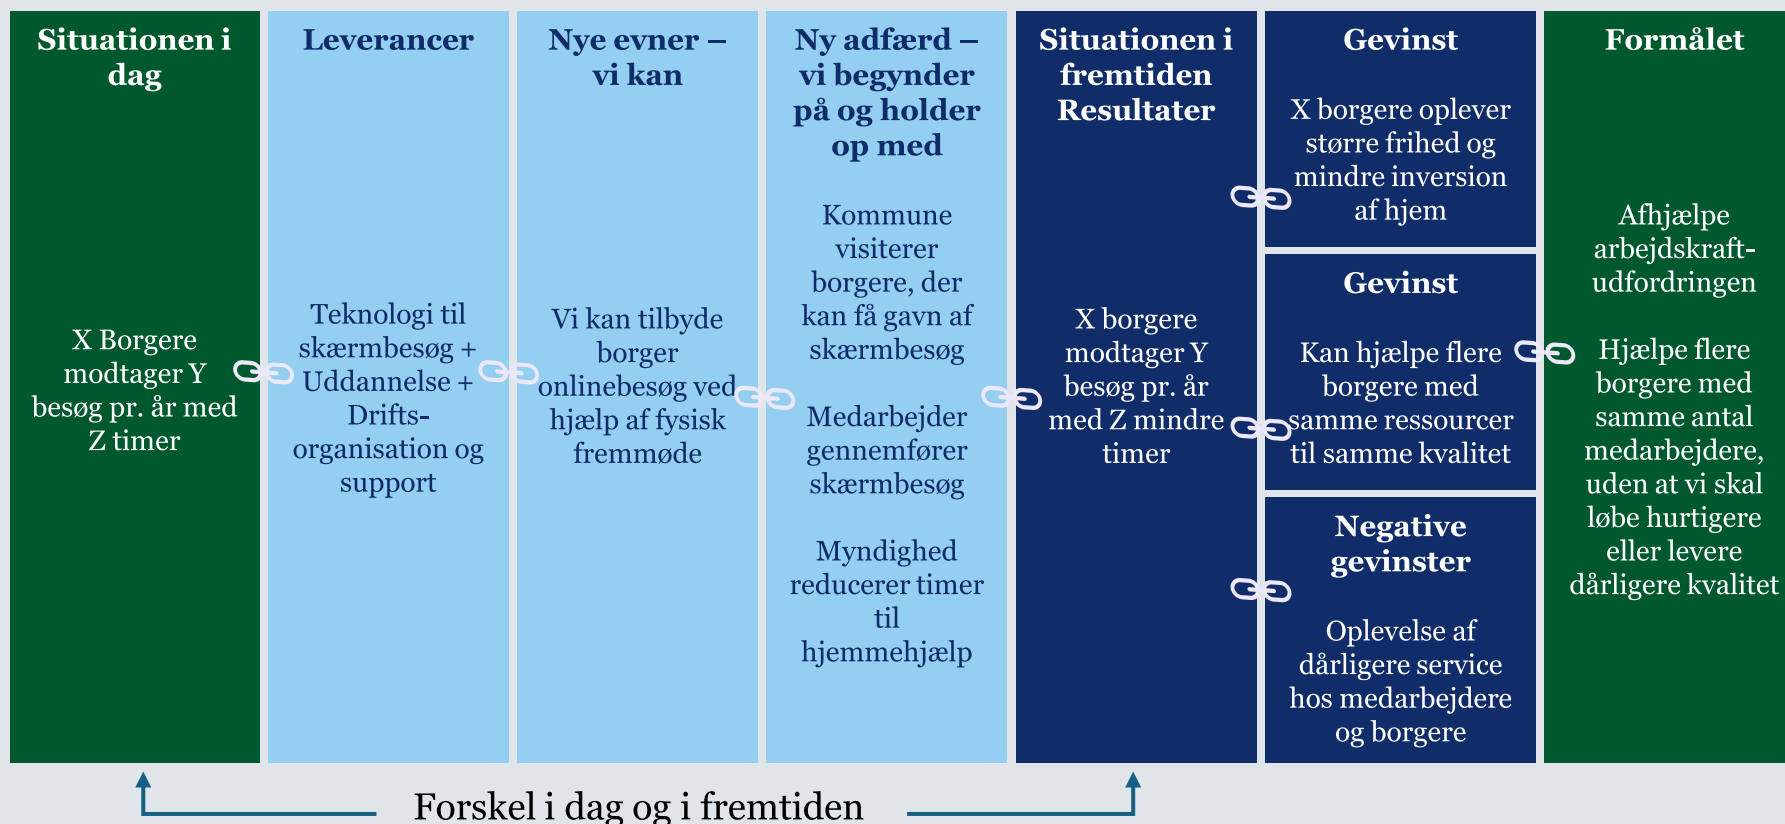 Situationen i
dag
X Borgere
modtager Y
besøg pr. år med
Z timer
Leverancer
Teknologi til
skærmbesøg +
Uddannelse +
Drifts-
organisation og
support
Nye evner –
vi kan
Vi kan tilbyde
borger
onlinebesøg ved
hjælp af fysisk
fremmøde
Ny adfærd –
vi begynder
på og holder
op med
Kommune
visiterer
borgere, der
kan få gavn af
skærmbesøg
Medarbejder
gennemfører
skærmbesøg
Myndighed
reducerer timer
til
hjemmehjælp
Situationen i
fremtiden
Resultater
X borgere
modtager Y
besøg pr. år
med Z mindre
timer
Gevinst
X borgere oplever
større frihed og
mindre inversion
af hjem
Gevinst
Kan hjælpe flere
borgere med
samme ressourcer
til samme kvalitet
Negative
gevinster
Oplevelse af
dårligere service
hos medarbejdere
og borgere
Formålet
Afhjælpe
arbejdskraft-
udfordringen
Hjælpe flere
borgere med
samme antal
medarbejdere,
uden at vi skal
løbe hurtigere
eller levere
dårligere kvalitet
Forskel i dag og i fremtiden